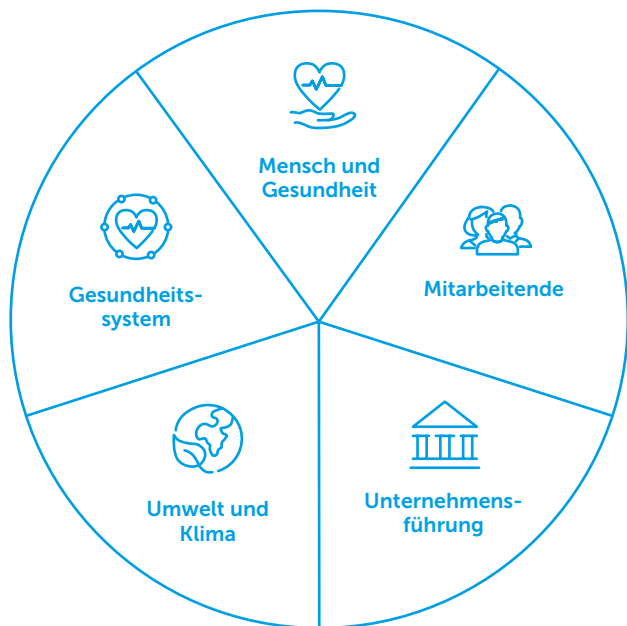 Mensch und
Gesundheit
Mitarbeitende
Unternehmens-
führung
Umwelt und
Klima
Gesundheits-
system